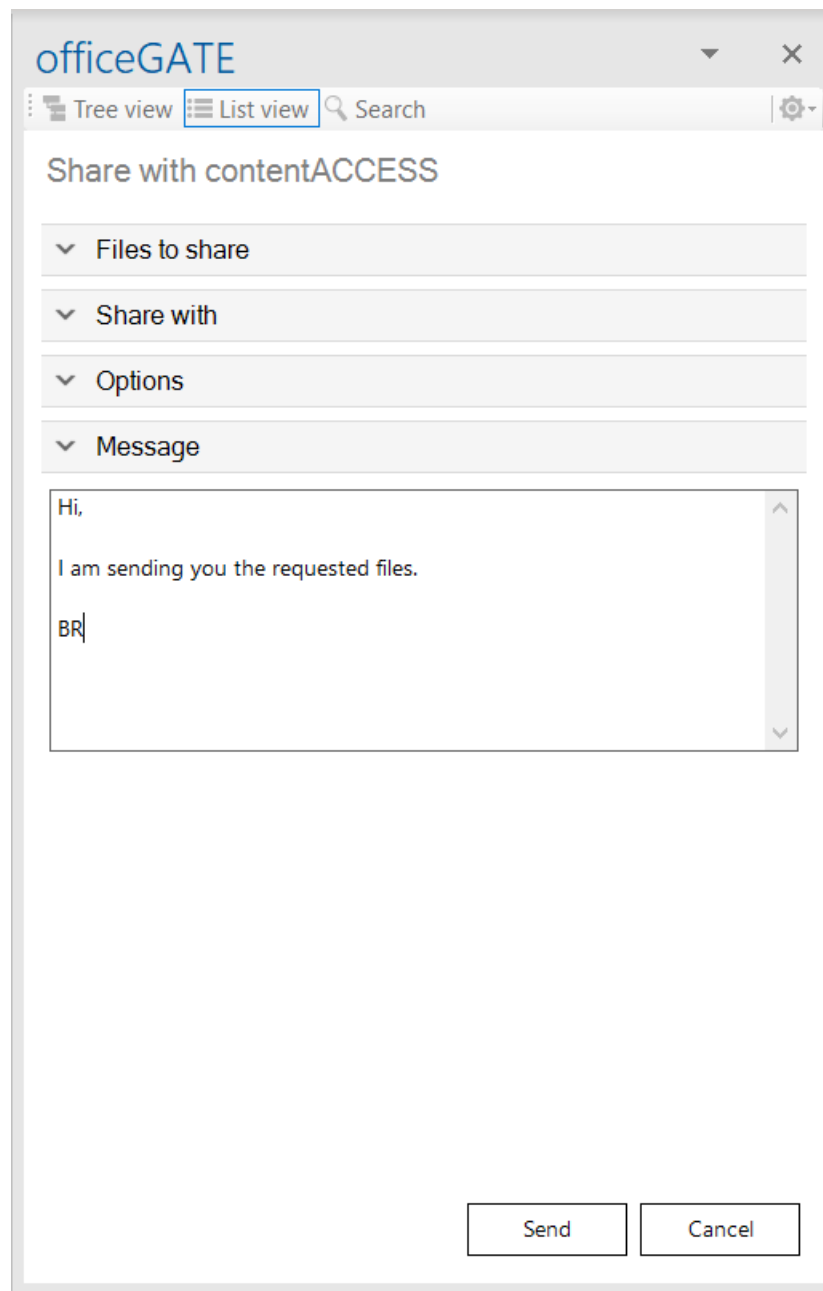 officeGATE
Tree view List view Search
Share with contentACCESS
Files to share
Share with
Options
Message
Hi,
I am sending you the requested files.
BR
Send Cancel